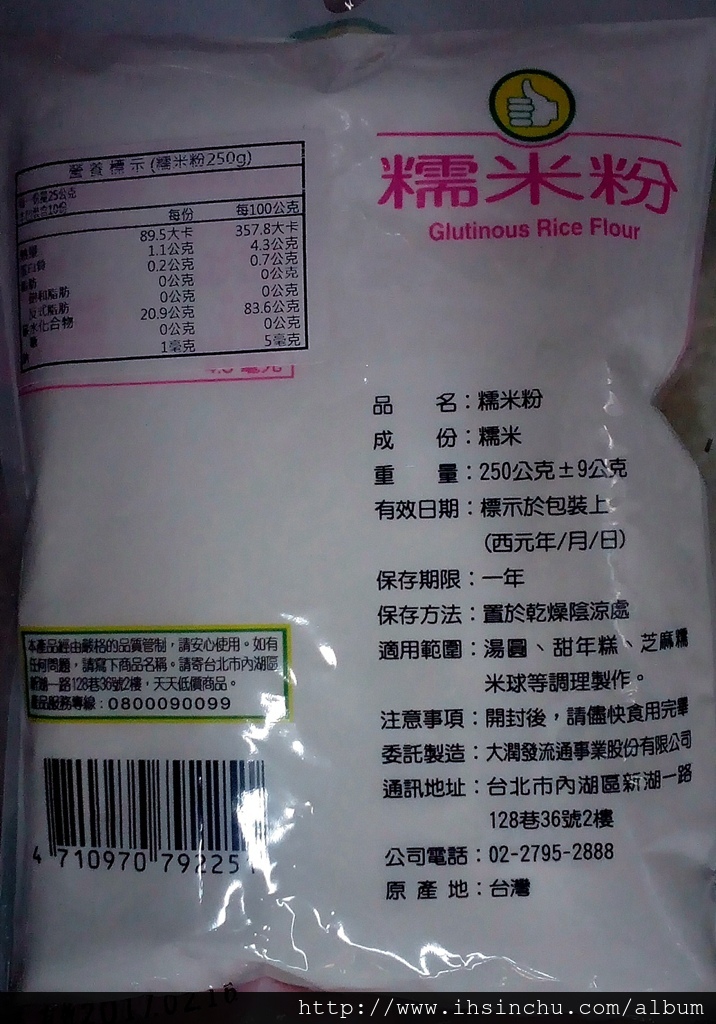 糯米粉
Glutinous Rice Flour
營養標示(糯米粉250g)
每份 每100公克
89.5大卡 357.8大卡
1.1公克 4.3公克
0.2公克 0.7公克
0公克 0公克
反式脂肪 0公克 0公克
水化合物 20.9公克 83.6公克
糖 0公克 0公克
1毫克 5毫克
品 名：糯米粉
成 份：糯米
重 量：250公克±9公克
有效日期：標示於包裝上
(西元年/月/日)
保存期限：一年
保存方法：置於乾燥陰涼處
適用範圍：湯圓、甜年糕、芝麻糯
米球等調理製作。
注意事項：開封後，請儘快食用完畢
委託製造：大潤發流通事業股份有限公司
通訊地址：台北市內湖區新湖一路
128巷36號2樓
公司電話：02-2795-2888
原 產 地：台灣
本產品經由嚴格的品質管制，請安心使用。如有
任何問題，請寫下商品名稱。請寄台北市內湖區
新湖一路128巷36號2樓，天天低價商品。
產品服務專線：0800090099
4 710970 792251
http://www.ihsinchu.com/album